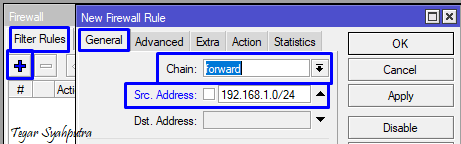 Firewall
New Firewall Rule
Filter Rules
General Advanced Extra Action Statistics
OK
Chain: forward
Cancel
Src. Address: 192.168.1.0/24
Apply
Dst. Address:
Disable
#
Tegar Syahputra